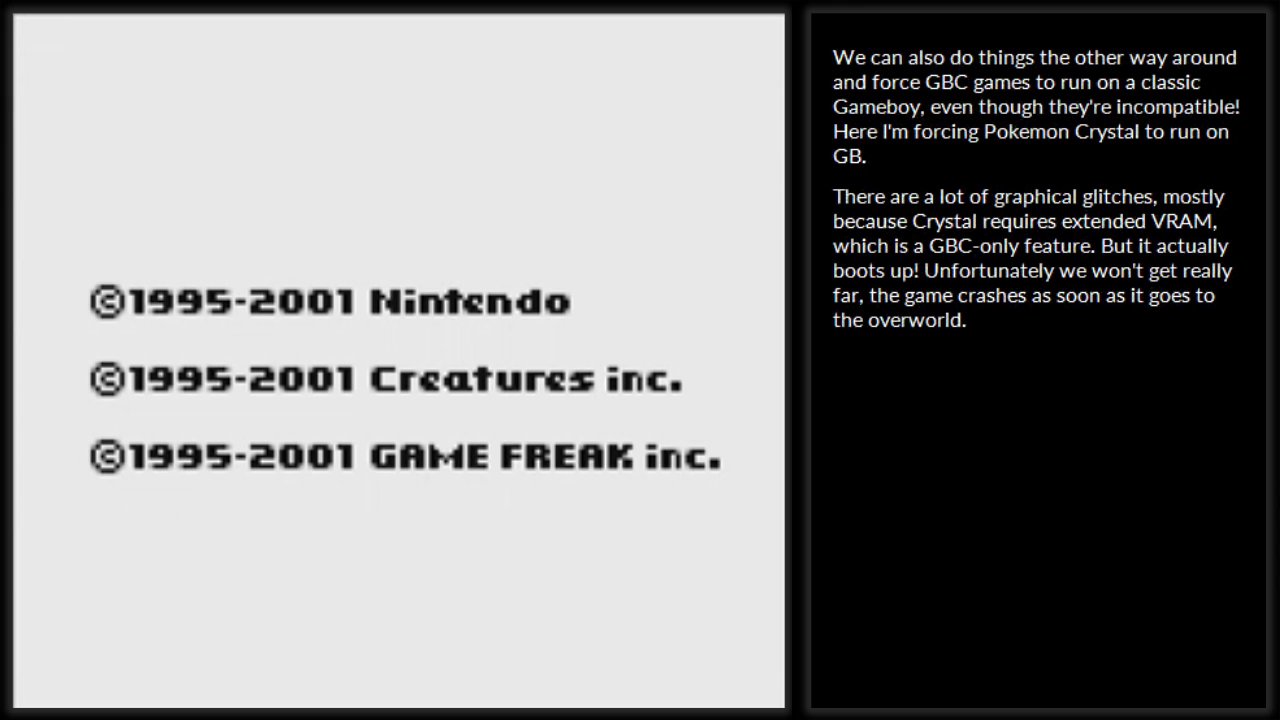 ©1995-2001 Nintendo
©1995-2001 Creatures inc.
©1995-2001 GAME FREAK inc.
We can also do things the other way around
and force GBC games to run on a classic
Gameboy, even though they're incompatible!
Here I'm forcing Pokemon Crystal to run on
GB.
There are a lot of graphical glitches, mostly
because Crystal requires extended VRAM,
which is a GBC-only feature. But it actually
boots up! Unfortunately we won't get really
far, the game crashes as soon as it goes to
the overworld.